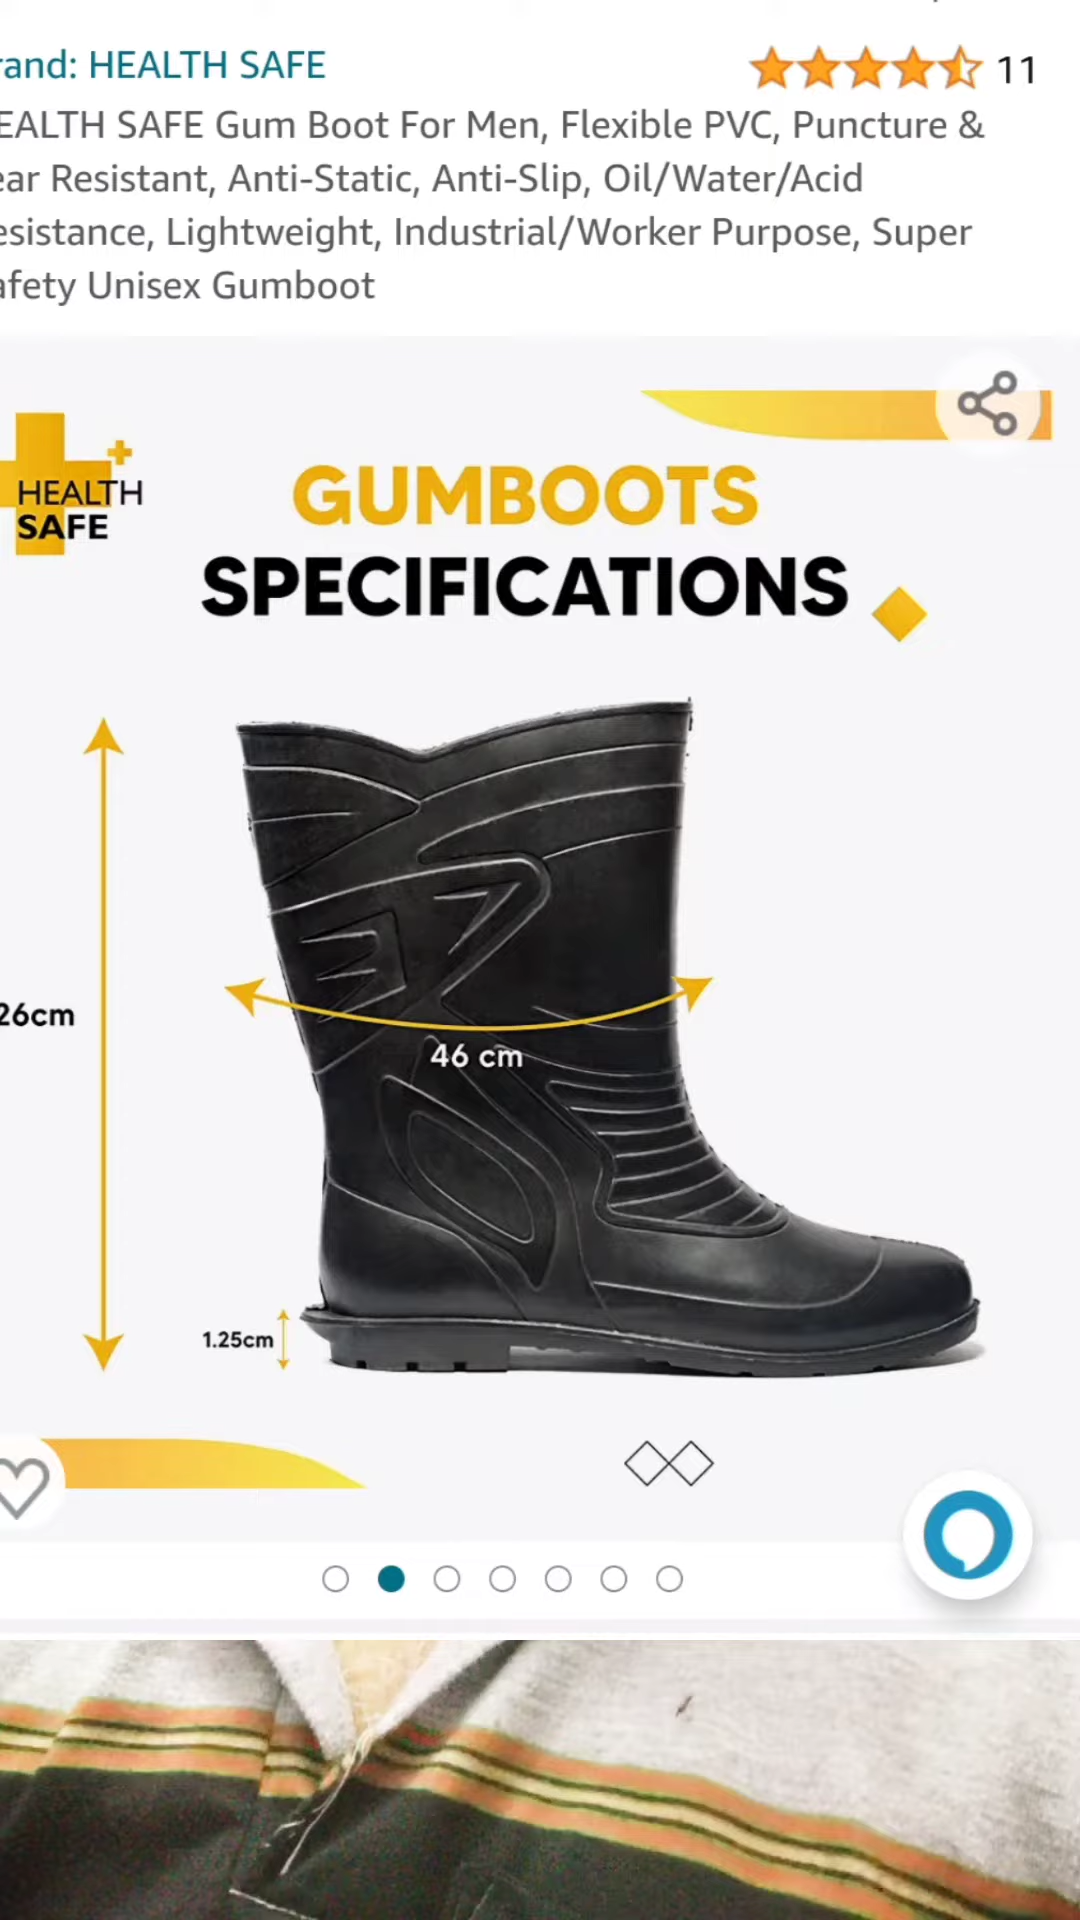 rand: HEALTH SAFE
11
EALTH SAFE Gum Boot For Men, Flexible PVC, Puncture &
ear Resistant, Anti-Static, Anti-Slip, Oil/Water/Acid
esistance, Lightweight, Industrial/Worker Purpose, Super
afety Unisex Gumboot
HEALTH
SAFE
GUMBOOTS
SPECIFICATIONS
26cm
46 cm
1.25cm